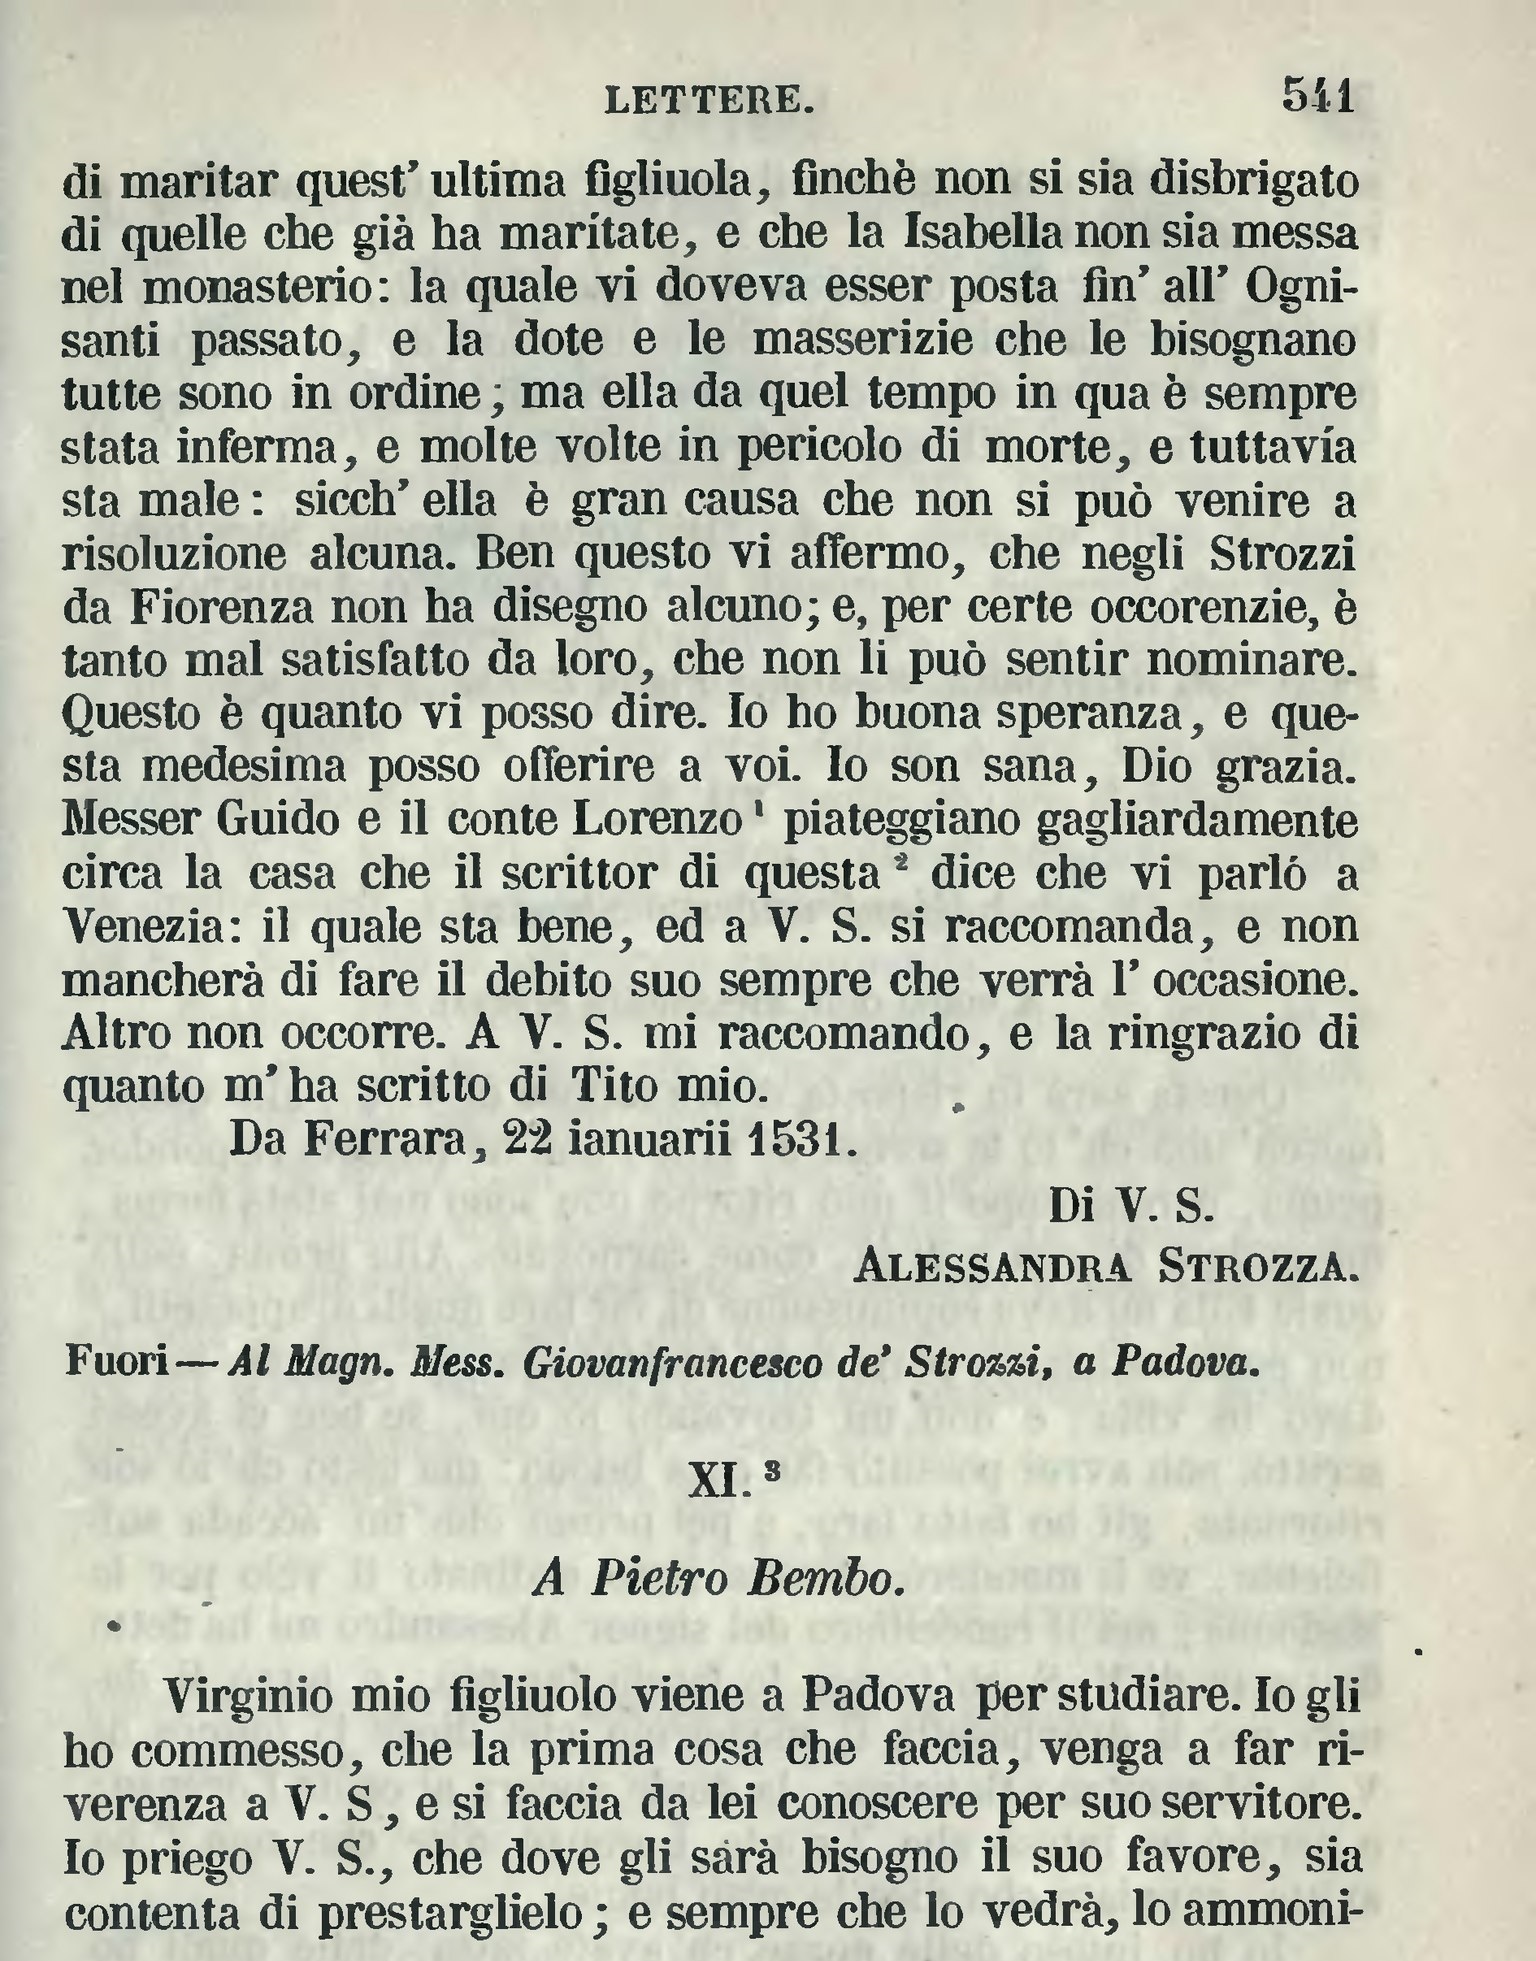 LETTERE. 541
di maritar quest' ultima figliuola, finchè non si sia disbrigato
di quelle che già ha maritate, e che la Isabella non sia messa
nel monasterio: la quale vi doveva esser posta fin' all' Ogni-
santi passato, e la dote e le masserizie che le bisognano
tutte sono in ordine; ma ella da quel tempo in qua è sempre
stata inferma, e molte volte in pericolo di morte, e tuttavía
sta male: sicch' ella è gran causa che non si può venire a
risoluzione alcuna. Ben questo vi affermo, che negli Strozzi
da Fiorenza non ha disegno alcuno; e, per certe occorenzie, è
tanto mal satisfatto da loro, che non li può sentir nominare.
Questo è quanto vi posso dire. Io ho buona speranza, e que-
sta medesima posso offerire a voi. Io son sana, Dio grazia.
Messer Guido e il conte Lorenzo ¹ piateggiano gagliardamente
circa la casa che il scrittor di questa ² dice che vi parló a
Venezia: il quale sta bene, ed a V. S. si raccomanda, e non
mancherà di fare il debito suo sempre che verrà l' occasione.
Altro non occorre. A V. S. mi raccomando, e la ringrazio di
quanto m' ha scritto di Tito mio.
Da Ferrara, 22 ianuarii 1531.
Di V. S.
ALESSANDRA STROZZA.
Fuori — Al Magn. Mess. Giovanfrancesco de' Strozzi, a Padova.
XI. ³
A Pietro Bembo.
Virginio mio figliuolo viene a Padova per studiare. Io gli
ho commesso, che la prima cosa che faccia, venga a far ri-
verenza a V. S, e si faccia da lei conoscere per suo servitore.
Io priego V. S., che dove gli sarà bisogno il suo favore, sia
contenta di prestarglielo; e sempre che lo vedrà, lo ammoni-